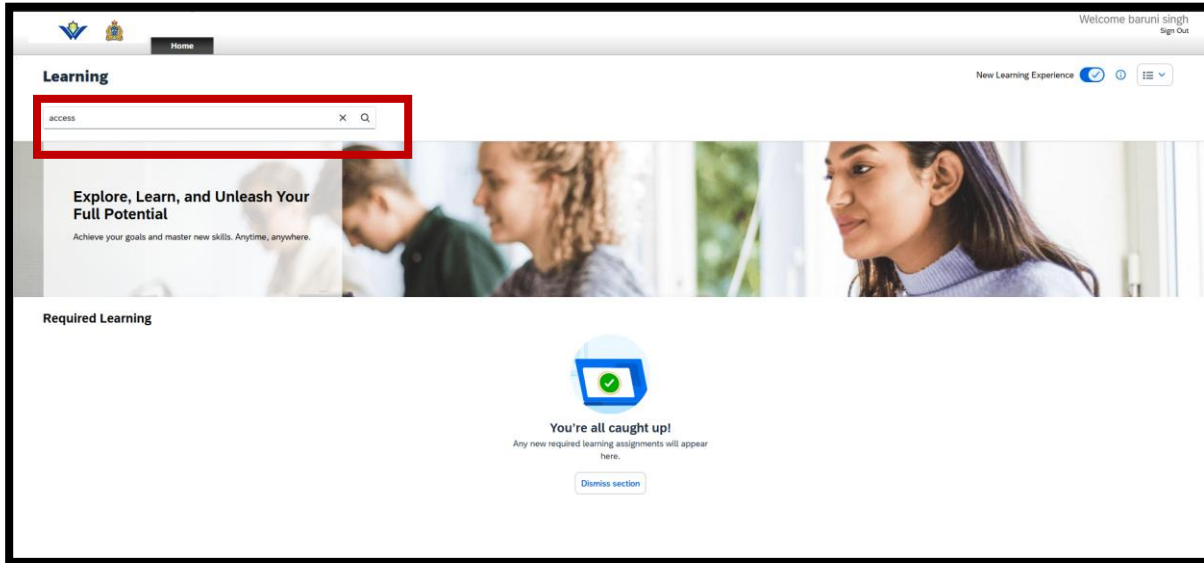 Welcome baruni singh
Sign Out
Home
Learning
New Learning Experience
access
Explore, Learn, and Unleash Your
Full Potential
Achieve your goals and master new skills. Anytime, anywhere.
Required Learning
You're all caught up!
Any new required learning assignments will appear
here.
Dismiss section